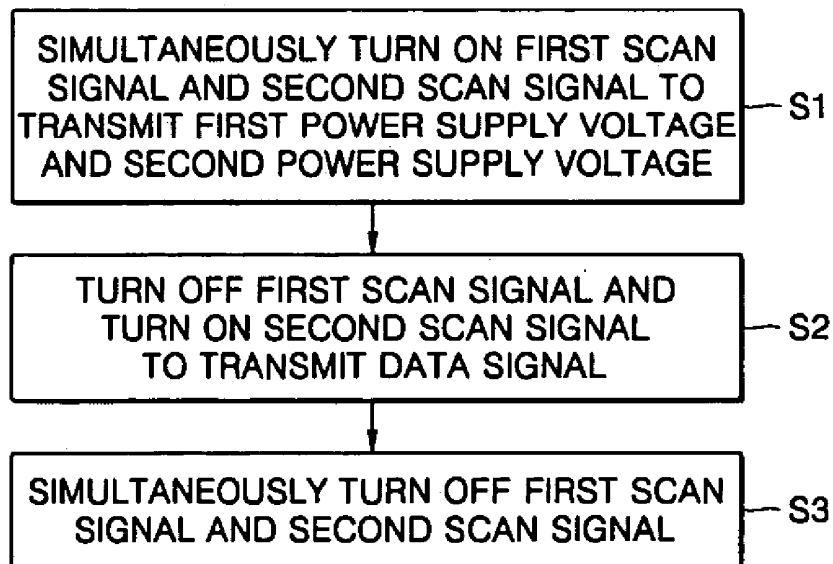 SIMULTANEOUSLY TURN ON FIRST SCAN
SIGNAL AND SECOND SCAN SIGNAL TO
TRANSMIT FIRST POWER SUPPLY VOLTAGE
AND SECOND POWER SUPPLY VOLTAGE
S1
TURN OFF FIRST SCAN SIGNAL AND
TURN ON SECOND SCAN SIGNAL
TO TRANSMIT DATA SIGNAL
S2
SIMULTANEOUSLY TURN OFF FIRST SCAN
SIGNAL AND SECOND SCAN SIGNAL
S3